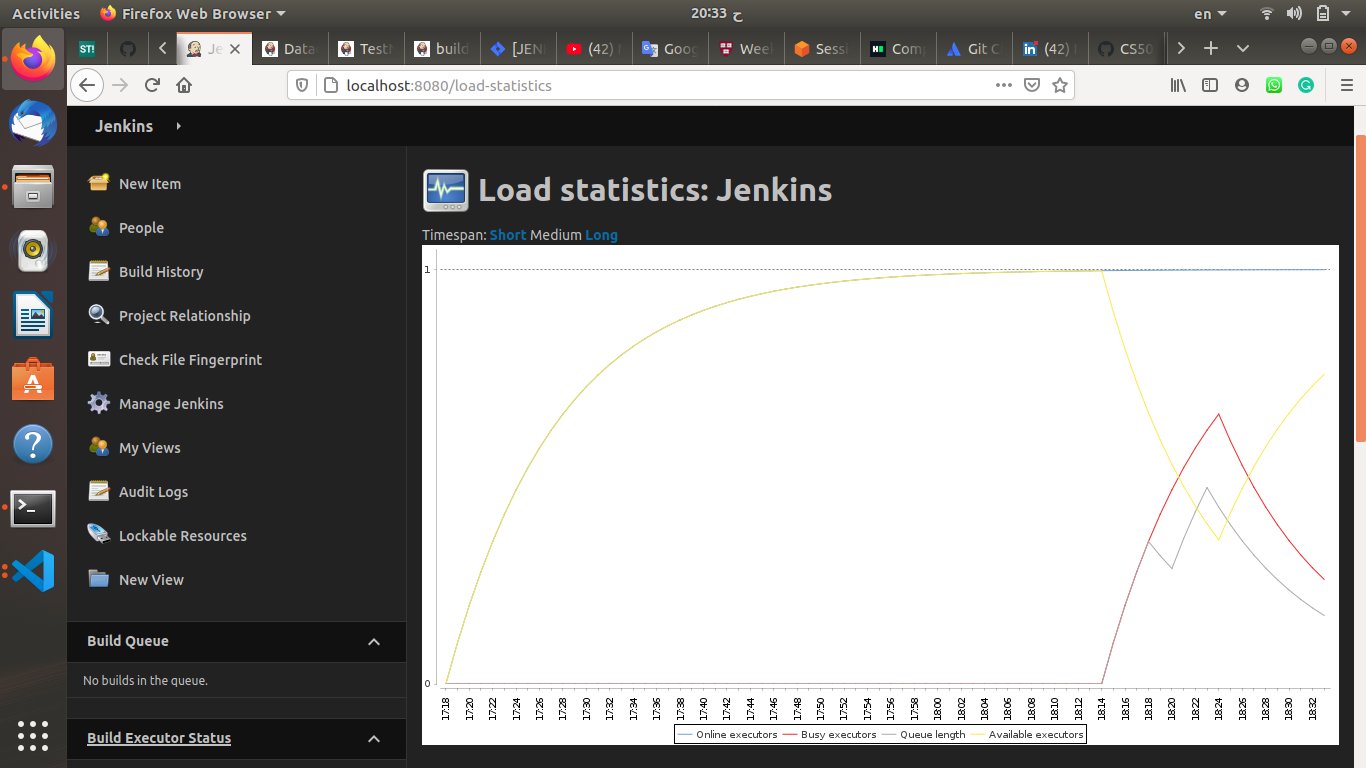 Activities Firefox Web Browser 20:33 ح en
ST! Je Data TestN build [JEN (42) Goog Wee Sessi Com Git C (42) CS50
localhost:8080/load-statistics
Jenkins
New Item
People
Build History
Project Relationship
Check File Fingerprint
Manage Jenkins
My Views
Audit Logs
Lockable Resources
New View
Build Queue
No builds in the queue.
Build Executor Status
Load statistics: Jenkins
Timespan: Short Medium Long
1
0
17:18 17:20 17:22 17:24 17:26 17:28 17:30 17:32 17:34 17:36 17:38 17:40 17:42 17:44 17:46 17:48 17:50 17:52 17:54 17:56 17:58 18:00 18:02 18:04 18:06 18:08 18:10 18:12 18:14 18:16 18:18 18:20 18:22 18:24 18:26 18:28 18:30 18:32
Online executors Busy executors Queue length Available executors